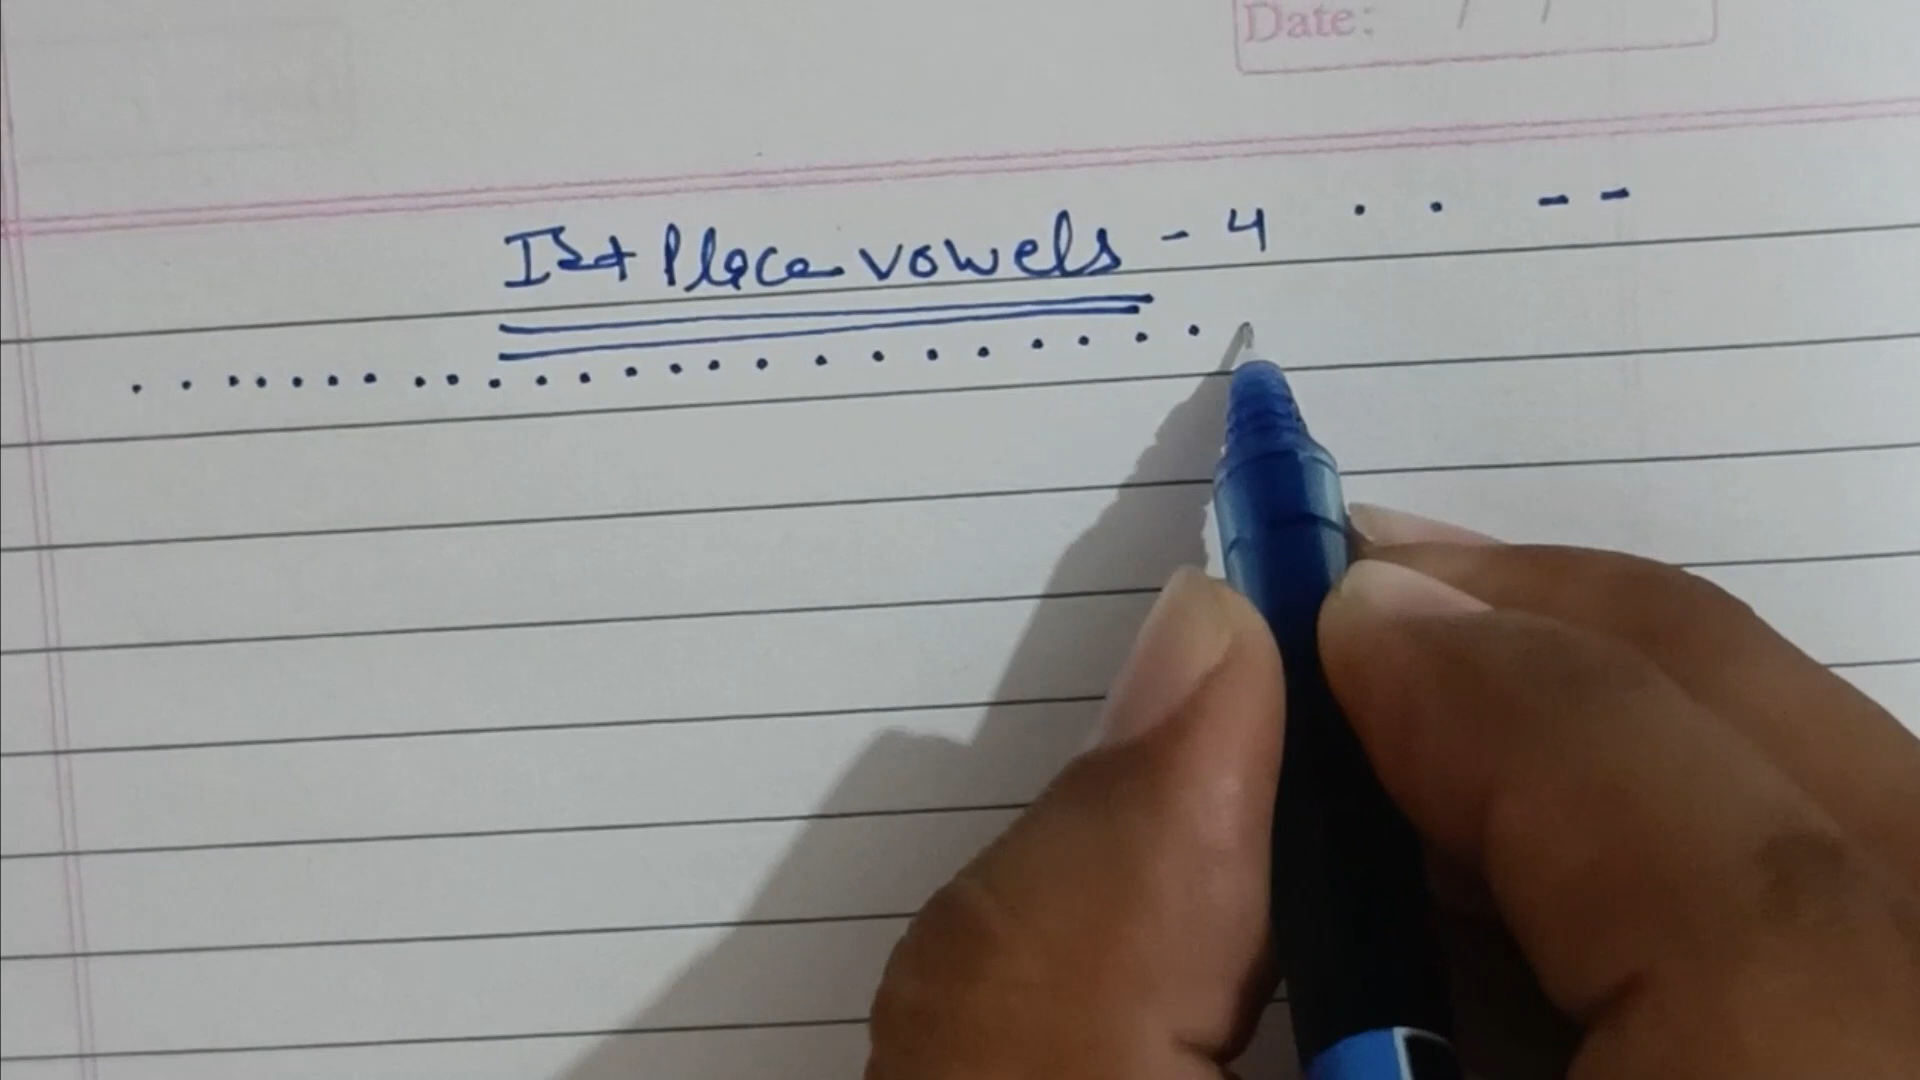 Date: / /
Ist Place vowels - 4 . . - -
. . . . . . . . . . . . . . . . . . . . . . .